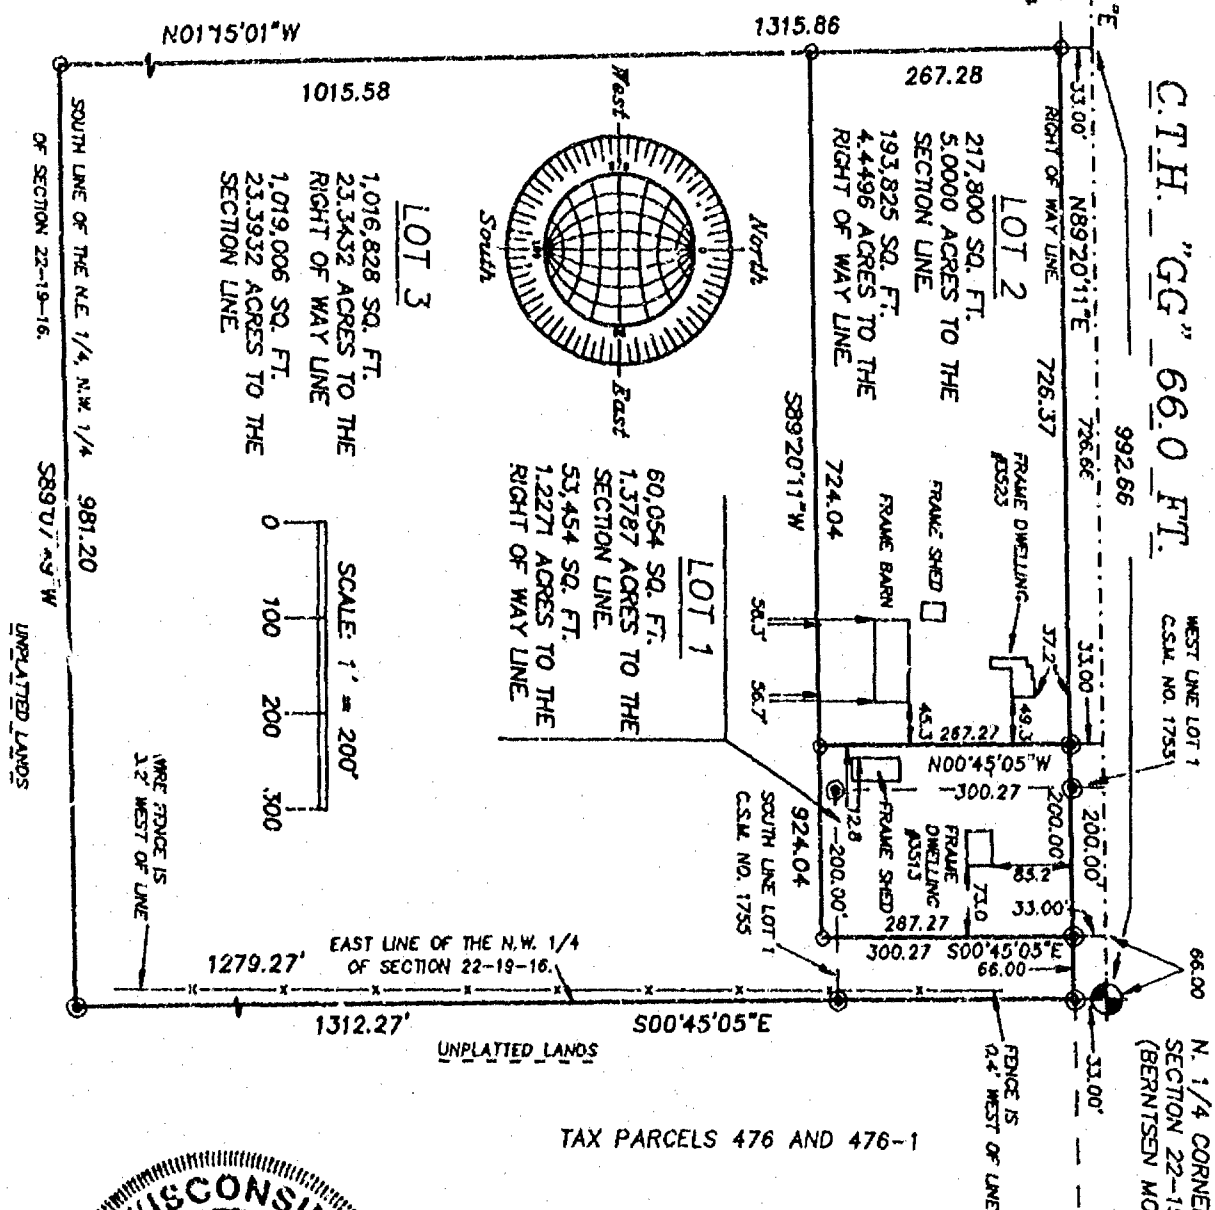 C.T.H. "GG" 66.0 FT.
N01°15'01"W
1315.86
1015.58
267.28
33.00'
RIGHT OF WAY LINE
N89°20'11"E
992.66
726.37
LOT 2
217,800 SQ. FT.
5.0000 ACRES TO THE
SECTION LINE.
193,825 SQ. FT.
4.4496 ACRES TO THE
RIGHT OF WAY LINE.
North
West
East
South
LOT 3
1,016,828 SQ. FT.
23.3432 ACRES TO THE
RIGHT OF WAY LINE
1,019,006 SQ. FT.
23.3932 ACRES TO THE
SECTION LINE.
SOUTH LINE OF THE N.E. 1/4, N.W. 1/4
OF SECTION 22-19-16.
981.20
UNPLATTED LANDS
LOT 1
60,054 SQ. FT.
1.3787 ACRES TO THE
SECTION LINE.
53,454 SQ. FT.
1.2271 ACRES TO THE
RIGHT OF WAY LINE.
S89°20'11"W
724.04
FRAME DWELLING
#3523
FRAME SHED
FRAME BARN
58.3'
56.7'
37.2'
33.00
49.3
45.3
267.27
N00°45'05"W
300.27
WEST LINE LOT 1
C.S.M. NO. 1755
200.00'
200.00'
FRAME SHED
12.8
FRAME
DWELLING
#3513
73.0
33.00'
287.27
300.27
S00°45'05"E
66.00
66.00
924.04
200.00'
SOUTH LINE LOT 1
C.S.M. NO. 1755
SCALE: 1" = 200'
0 100 200 300
WIRE FENCE IS
3.2' WEST OF LINE
EAST LINE OF THE N.W. 1/4
OF SECTION 22-19-16.
1279.27'
1312.27'
S00°45'05"E
UNPLATTED LANDS
FENCE IS
0.4' WEST OF LINE
33.00'
TAX PARCELS 476 AND 476-1
N. 1/4 CORNER
SECTION 22-19
(BERNTSEN MO
WISCONSIN